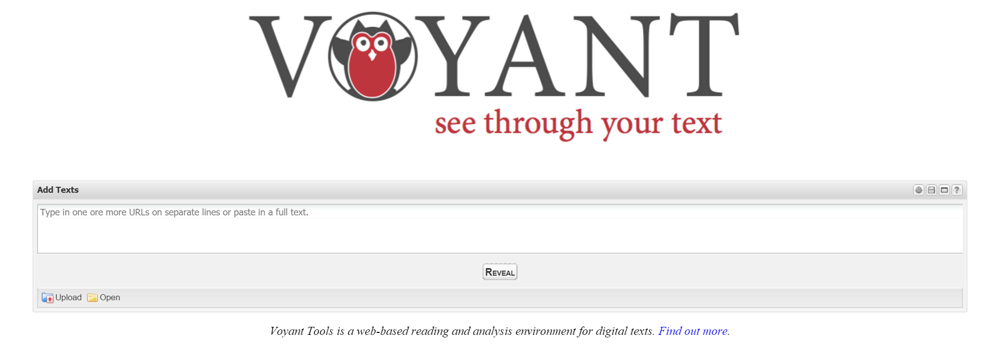 VOYANT
see through your text
Add Texts
Type in one ore more URLs on separate lines or paste in a full text.
REVEAL
Upload Open
Voyant Tools is a web-based reading and analysis environment for digital texts. Find out more.